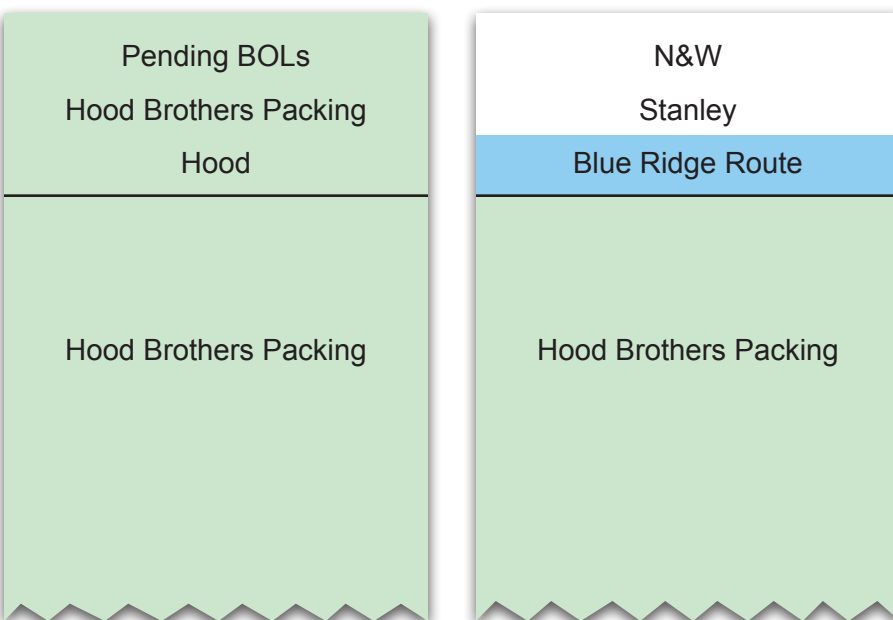 Pending BOLs
Hood Brothers Packing
Hood
Hood Brothers Packing
N&W
Stanley
Blue Ridge Route
Hood Brothers Packing